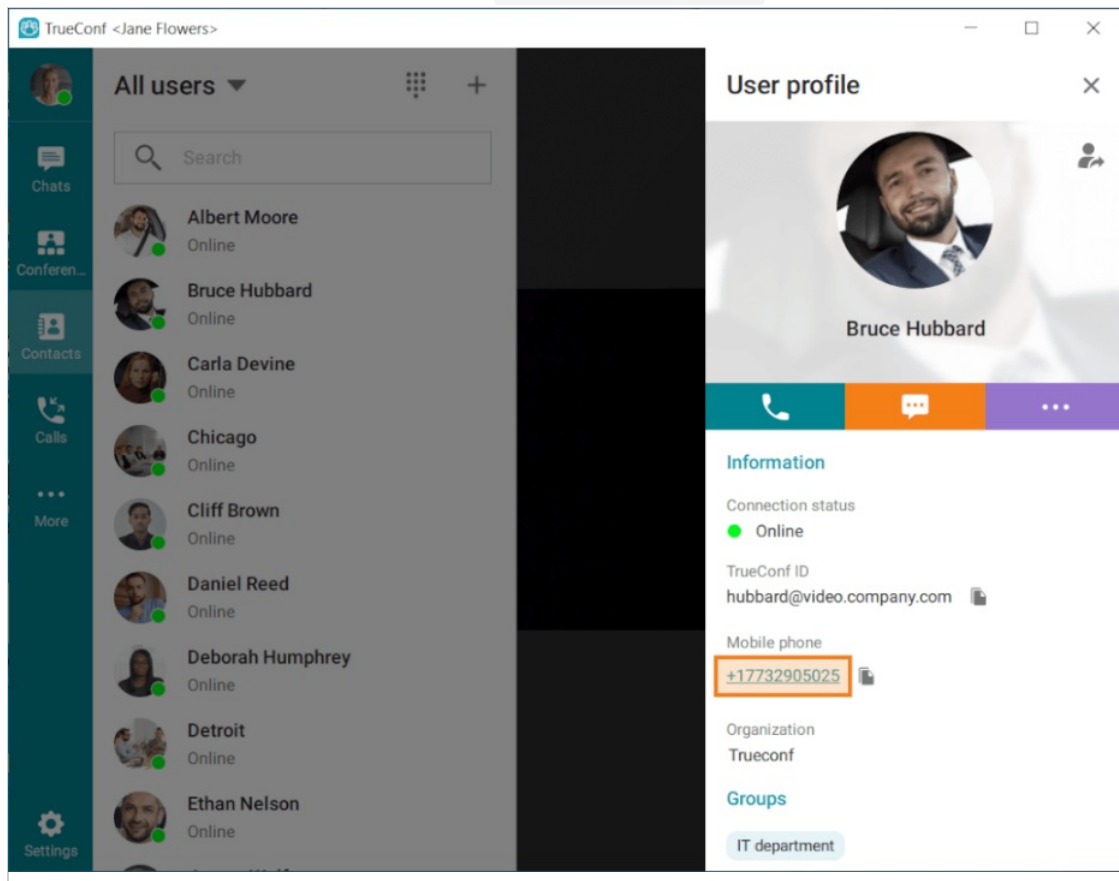 TrueConf <Jane Flowers>
All users
Search
Chats
Conferen...
Contacts
Calls
More
Settings
Albert Moore
Online
Bruce Hubbard
Online
Carla Devine
Online
Chicago
Online
Cliff Brown
Online
Daniel Reed
Online
Deborah Humphrey
Online
Detroit
Online
Ethan Nelson
Online
User profile
Bruce Hubbard
Information
Connection status
Online
TrueConf ID
hubbard@video.company.com
Mobile phone
+17732905025
Organization
Trueconf
Groups
IT department